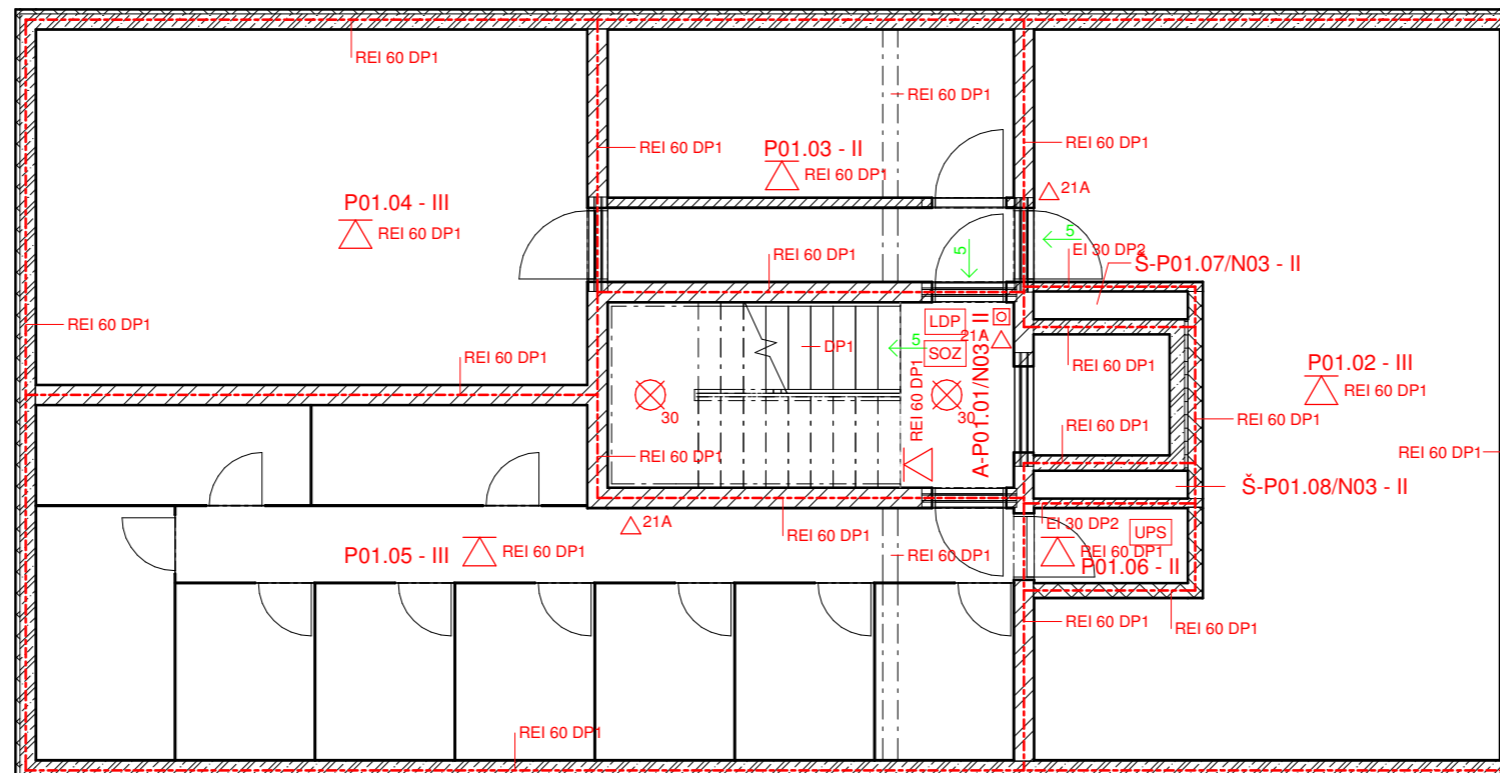 REI 60 DP1
REI 60 DP1
REI 60 DP1
P01.03 - II
REI 60 DP1
REI 60 DP1
P01.04 - III
REI 60 DP1
21A
5
5
REI 60 DP1
EI 30 DP2
Š-P01.07/N03 - II
REI 60 DP1
LDP
21A
SOZ
5
DP1
REI 60 DP1
REI 60 DP1
P01.02 - III
REI 60 DP1
30
30
REI 60 DP1
A-P01.01/N03 - II
REI 60 DP1
REI 60 DP1
REI 60 DP1
REI 60 DP1
Š-P01.08/N03 - II
21A
EI 30 DP2
UPS
REI 60 DP1
P01.05 - III
REI 60 DP1
REI 60 DP1
REI 60 DP1
P01.06 - II
REI 60 DP1
REI 60 DP1
REI 60 DP1